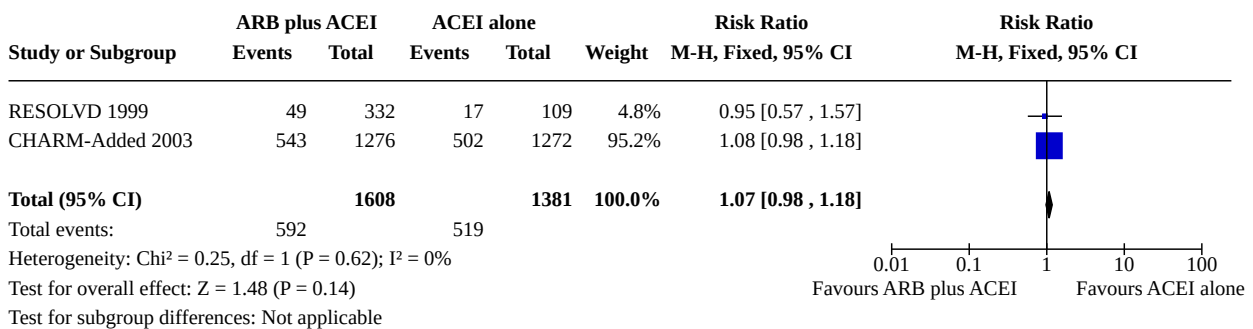 ARB plus ACEI ACEI alone Risk Ratio Risk Ratio
Study or Subgroup Events Total Events Total Weight M-H, Fixed, 95% CI M-H, Fixed, 95% CI
RESOLVD 1999 49 332 17 109 4.8% 0.95 [0.57 , 1.57]
CHARM-Added 2003 543 1276 502 1272 95.2% 1.08 [0.98 , 1.18]
Total (95% CI) 1608 1381 100.0% 1.07 [0.98 , 1.18]
Total events: 592 519
Heterogeneity: Chi² = 0.25, df = 1 (P = 0.62); I² = 0%
0.01 0.1 1 10 100
Test for overall effect: Z = 1.48 (P = 0.14)
Favours ARB plus ACEI Favours ACEI alone
Test for subgroup differences: Not applicable